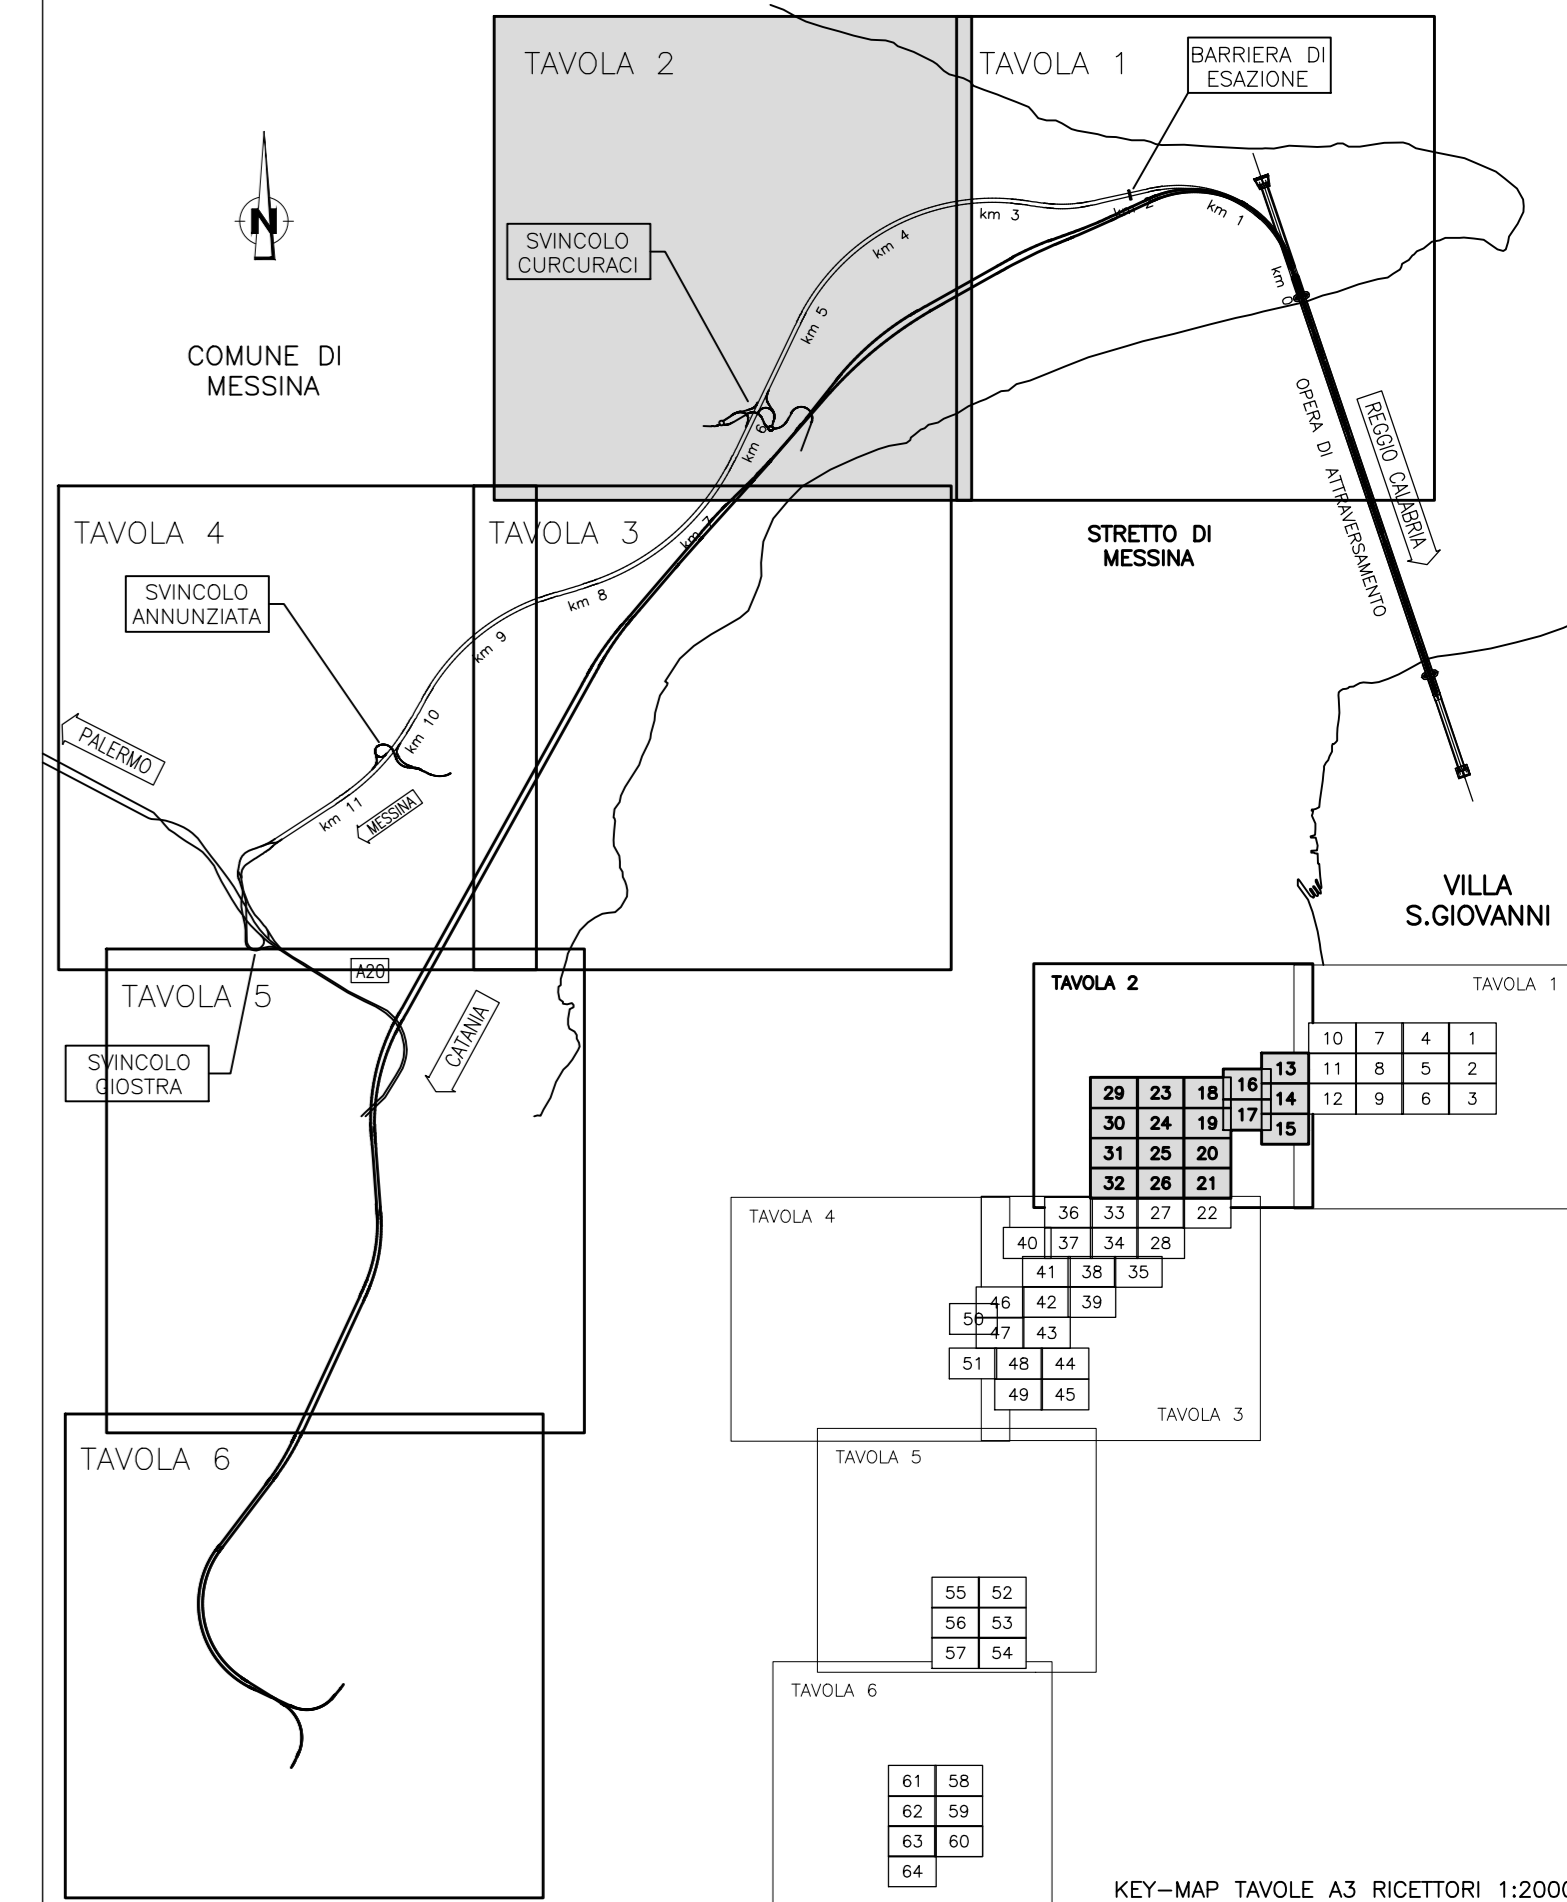 TAVOLA 2
TAVOLA 1
BARRIERA DI
ESAZIONE
N
SVINCOLO
CURCURACI
km 3
km 2
km 1
km 4
km 0
km 5
COMUNE DI
MESSINA
km 6
OPERA DI ATTRAVERSAMENTO
REGGIO CALABRIA
TAVOLA 4
TAVOLA 3
km 7
STRETTO DI
MESSINA
SVINCOLO
ANNUNZIATA
km 8
km 9
PALERMO
km 10
km 11
MESSINA
VILLA
S.GIOVANNI
A20
TAVOLA 5
CATANIA
SVINCOLO
GIOSTRA
TAVOLA 6
TAVOLA 2
TAVOLA 1
10 7 4 1
13
11 8 5 2
16
29 23 18
14
12 9 6 3
17
30 24 19
15
31 25 20
32 26 21
TAVOLA 4
36 33 27 22
40 37 34 28
41 38 35
46 42 39
50
47 43
51 48 44
49 45
TAVOLA 3
TAVOLA 5
55 52
56 53
57 54
TAVOLA 6
61 58
62 59
63 60
64
KEY-MAP TAVOLE A3 RICETTORI 1:2000